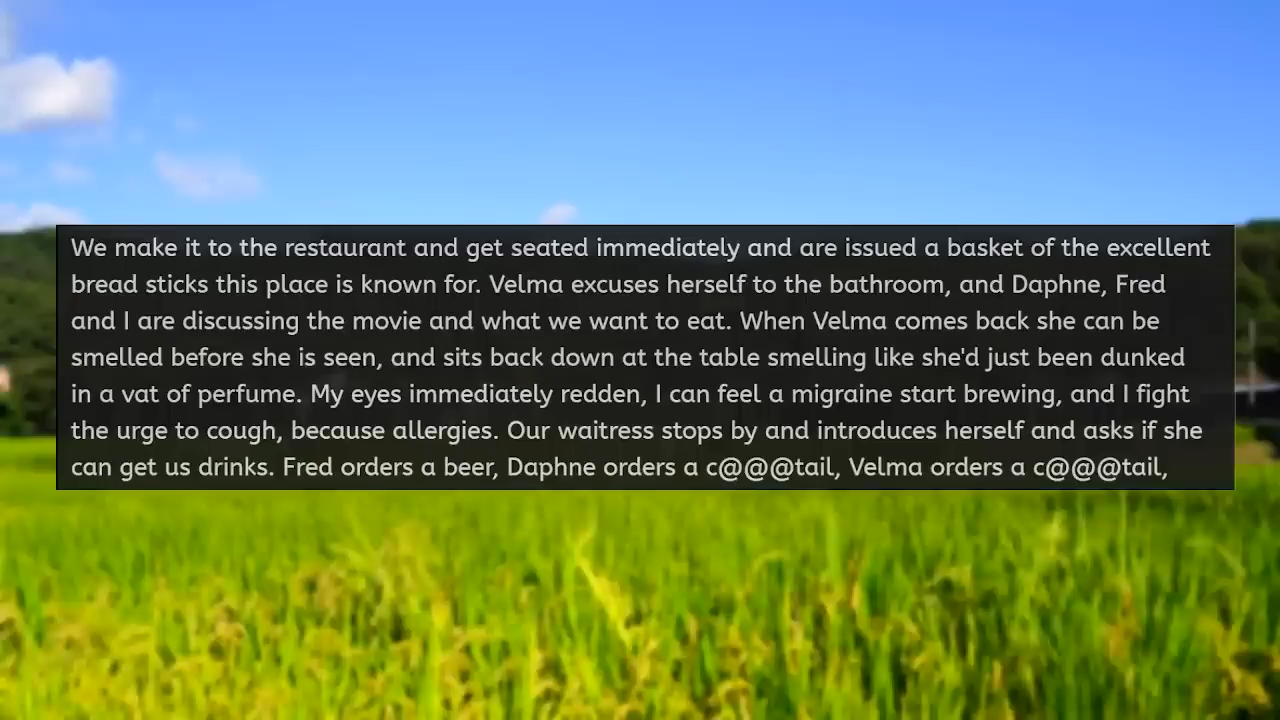 We make it to the restaurant and get seated immediately and are issued a basket of the excellent
bread sticks this place is known for. Velma excuses herself to the bathroom, and Daphne, Fred
and I are discussing the movie and what we want to eat. When Velma comes back she can be
smelled before she is seen, and sits back down at the table smelling like she'd just been dunked
in a vat of perfume. My eyes immediately redden, I can feel a migraine start brewing, and I fight
the urge to cough, because allergies. Our waitress stops by and introduces herself and asks if she
can get us drinks. Fred orders a beer, Daphne orders a c@@@tail, Velma orders a c@@@tail,